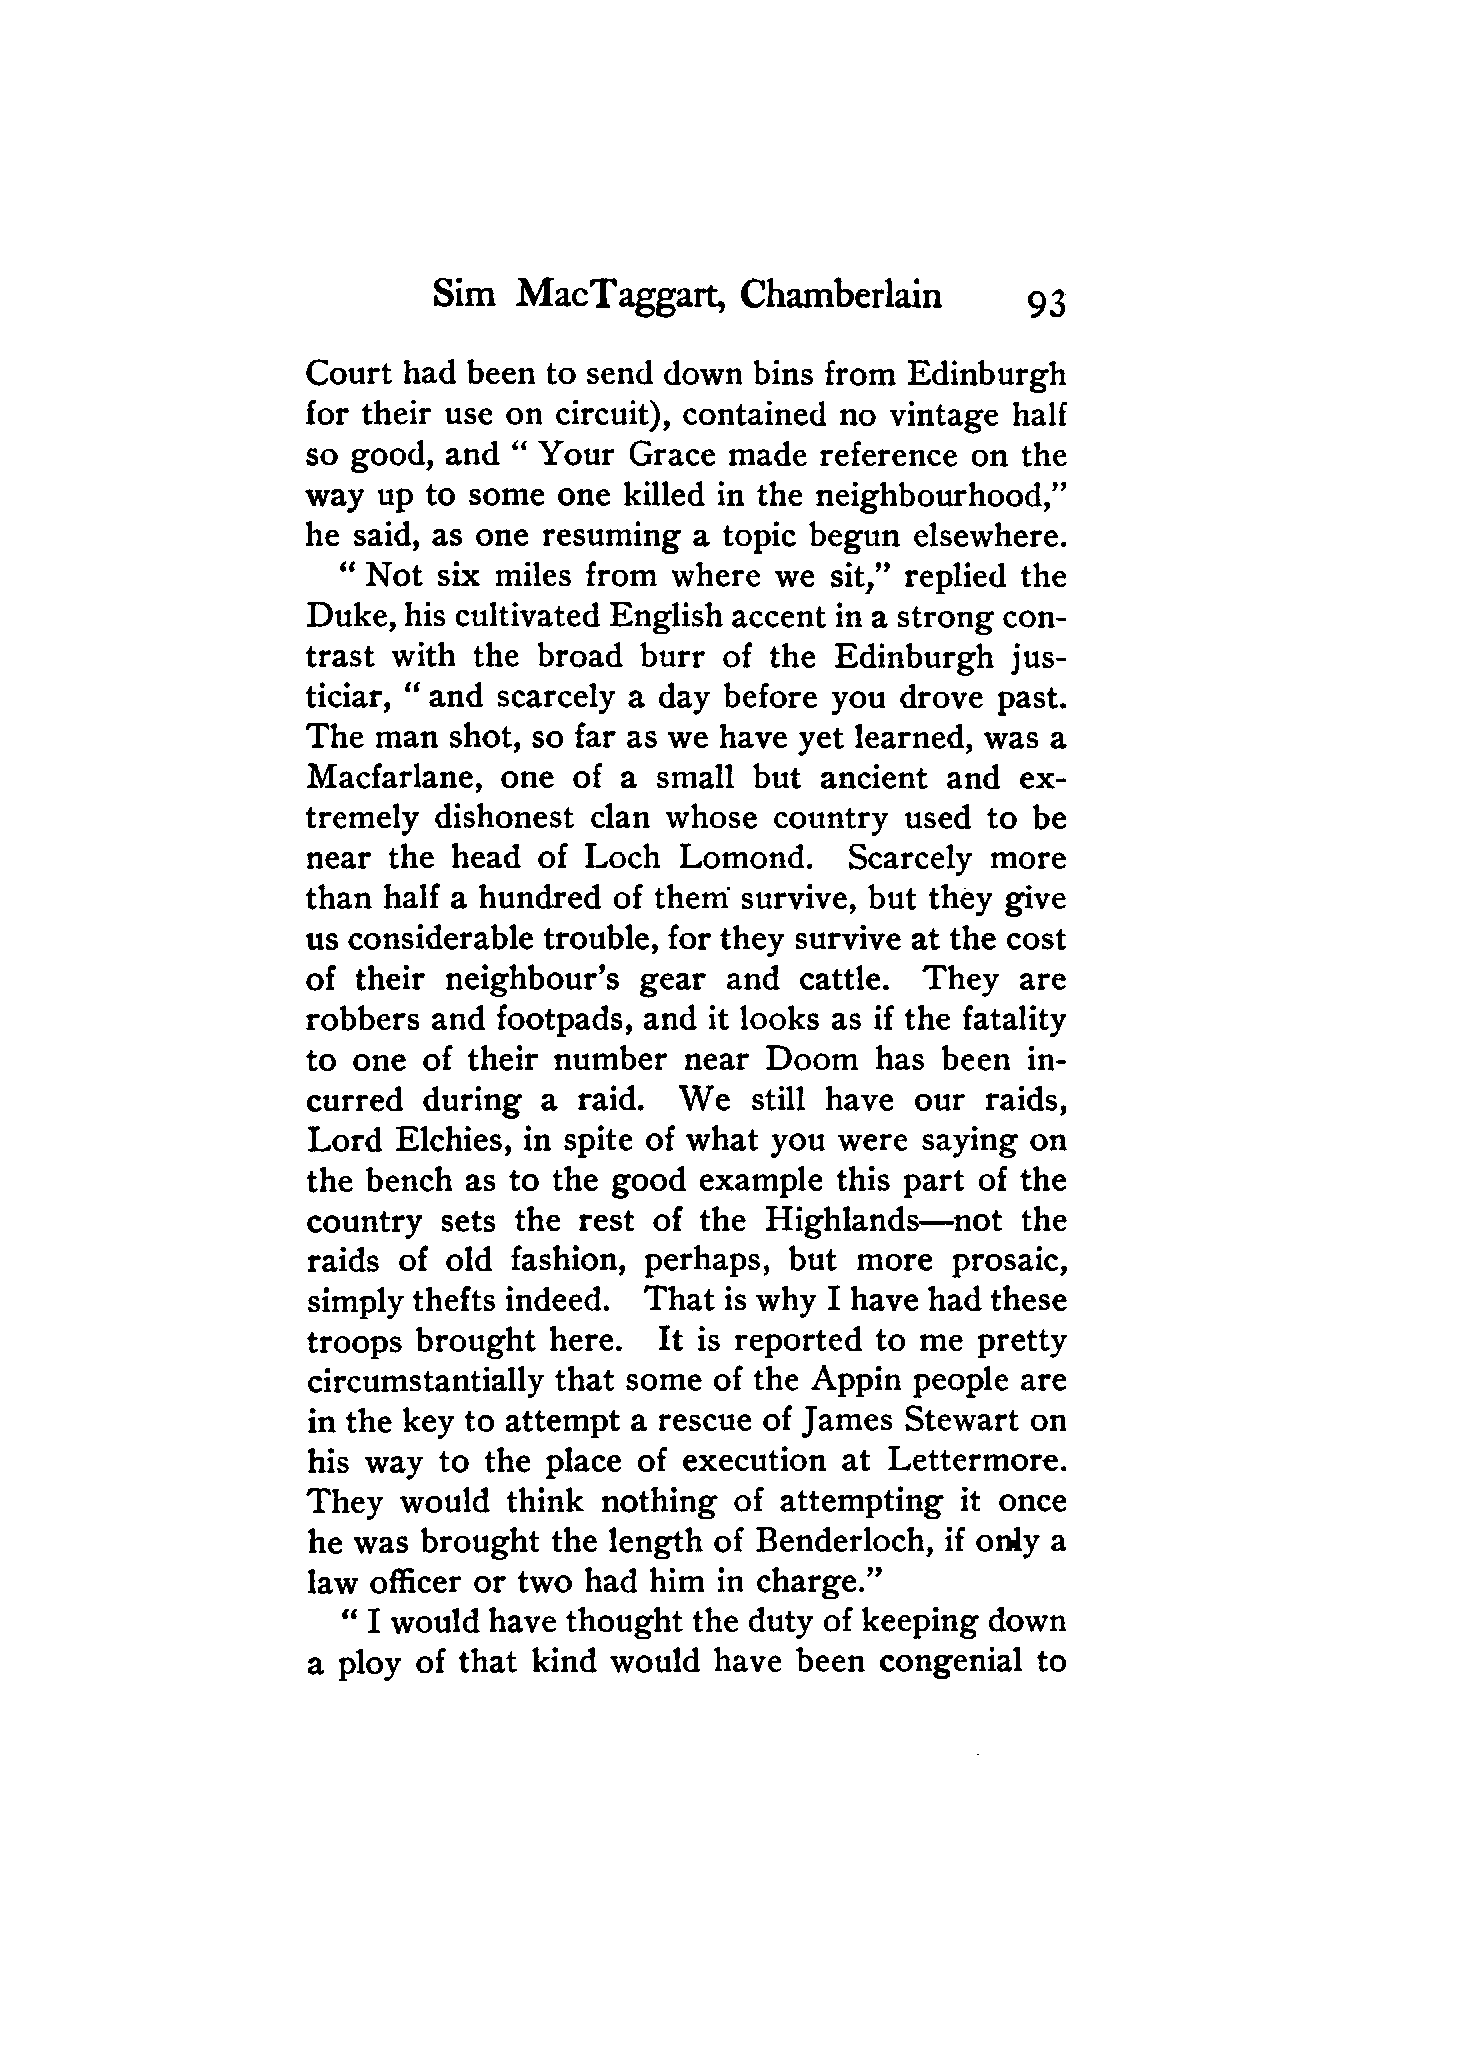 Sim MacTaggart, Chamberlain 93
Court had been to send down bins from Edinburgh
for their use on circuit), contained no vintage half
so good, and “ Your Grace made reference on the
way up to some one killed in the neighbourhood,”
he said, as one resuming a topic begun elsewhere.
“ Not six miles from where we sit,” replied the
Duke, his cultivated English accent in a strong con-
trast with the broad burr of the Edinburgh jus-
ticiar, “ and scarcely a day before you drove past.
The man shot, so far as we have yet learned, was a
Macfarlane, one of a small but ancient and ex-
tremely dishonest clan whose country used to be
near the head of Loch Lomond. Scarcely more
than half a hundred of them survive, but they give
us considerable trouble, for they survive at the cost
of their neighbour’s gear and cattle. They are
robbers and footpads, and it looks as if the fatality
to one of their number near Doom has been in-
curred during a raid. We still have our raids,
Lord Elchies, in spite of what you were saying on
the bench as to the good example this part of the
country sets the rest of the Highlands—not the
raids of old fashion, perhaps, but more prosaic,
simply thefts indeed. That is why I have had these
troops brought here. It is reported to me pretty
circumstantially that some of the Appin people are
in the key to attempt a rescue of James Stewart on
his way to the place of execution at Lettermore.
They would think nothing of attempting it once
he was brought the length of Benderloch, if only a
law officer or two had him in charge.”
“ I would have thought the duty of keeping down
a ploy of that kind would have been congenial to